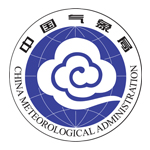 中国气象局
CHINA METEOROLOGICAL ADMINISTRATION